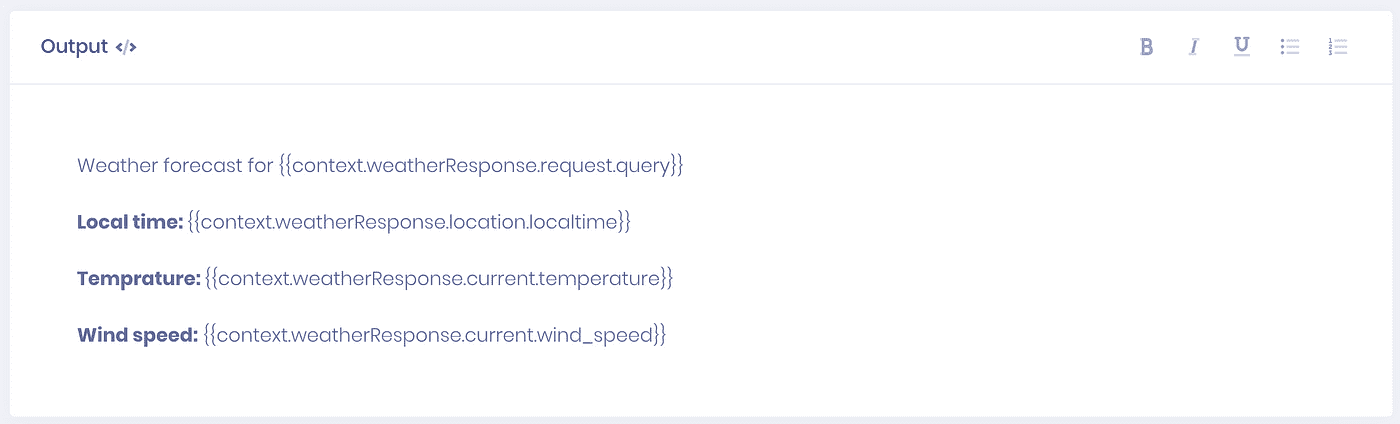 Output </>
B I U
Weather forecast for {{context.weatherResponse.request.query}}
Local time: {{context.weatherResponse.location.localtime}}
Temprature: {{context.weatherResponse.current.temperature}}
Wind speed: {{context.weatherResponse.current.wind_speed}}